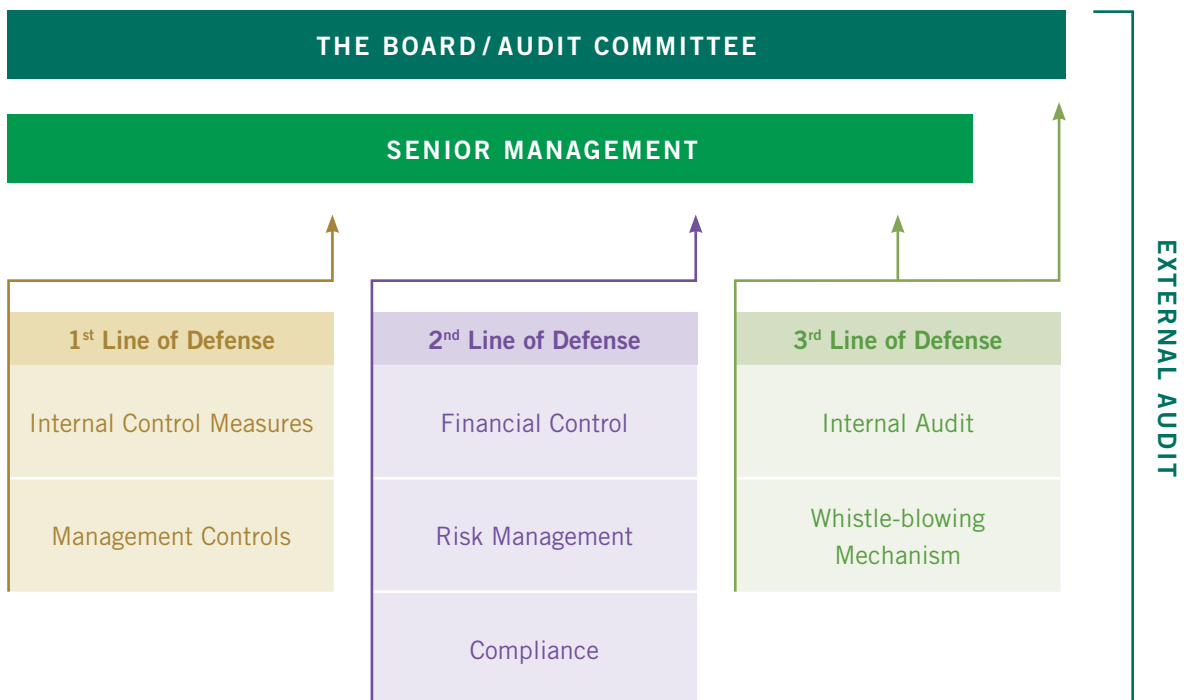 THE BOARD / AUDIT COMMITTEE
SENIOR MANAGEMENT
1st Line of Defense
Internal Control Measures
Management Controls
2nd Line of Defense
Financial Control
Risk Management
Compliance
3rd Line of Defense
Internal Audit
Whistle-blowing
Mechanism
EXTERNAL AUDIT